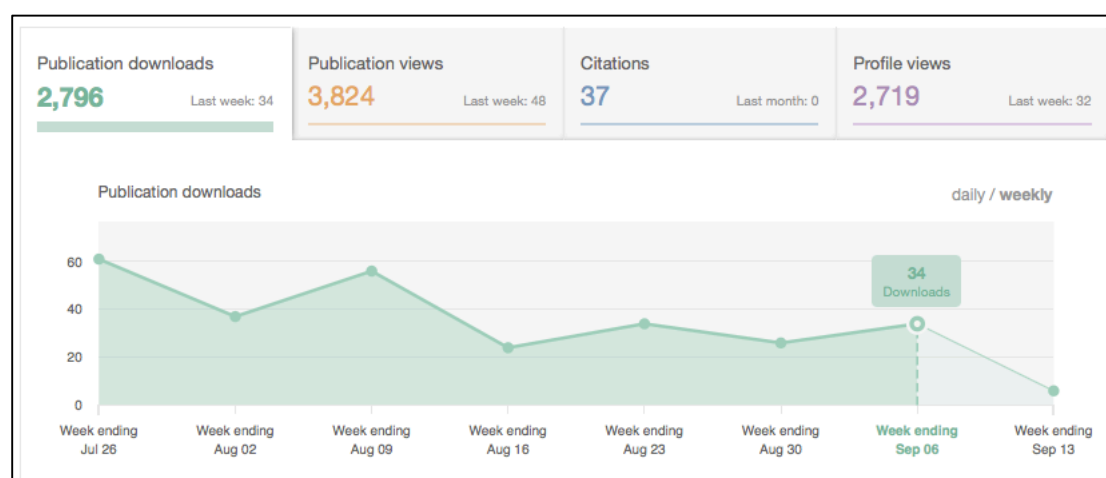 Publication downloads
2,796 Last week: 34
Publication views
3,824 Last week: 48
Citations
37 Last month: 0
Profile views
2,719 Last week: 32
Publication downloads
daily / weekly
60
40
20
0
34
Downloads
Week ending
Jul 26
Week ending
Aug 02
Week ending
Aug 09
Week ending
Aug 16
Week ending
Aug 23
Week ending
Aug 30
Week ending
Sep 06
Week ending
Sep 13